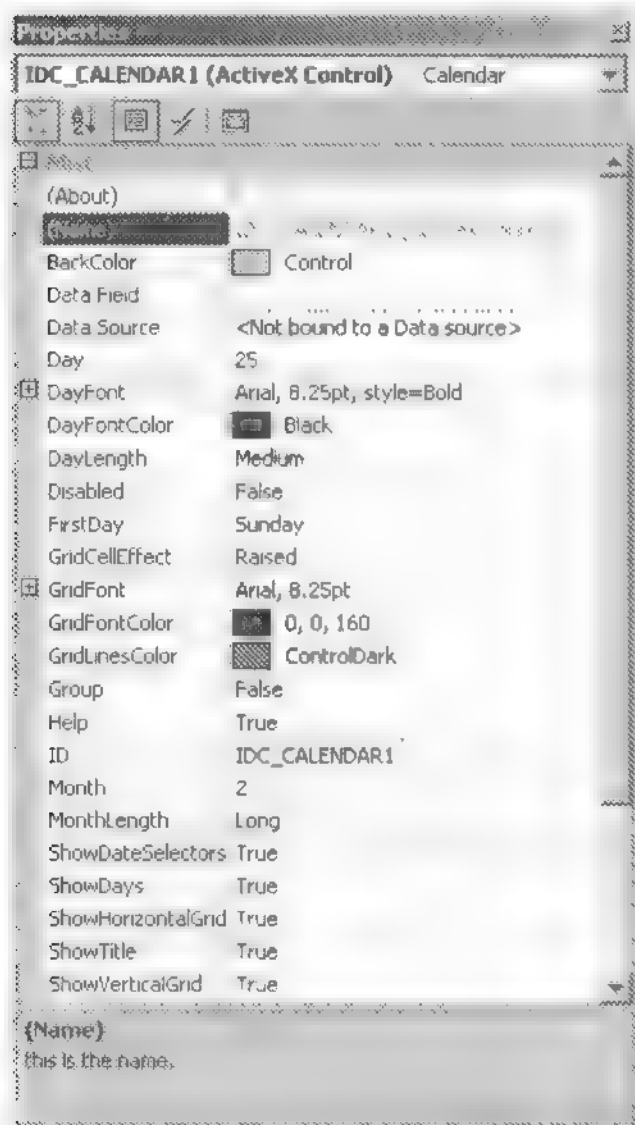 Properties
IDC_CALENDAR1 (ActiveX Control) Calendar
Misc
(About)
BackColor Control
Data Field
Data Source <Not bound to a Data source>
Day 25
DayFont Arial, 8.25pt, style=Bold
DayFontColor Black
DayLength Medium
Disabled False
FirstDay Sunday
GridCellEffect Raised
GridFont Arial, 8.25pt
GridFontColor 0, 0, 160
GridLinesColor ControlDark
Group False
Help True
ID IDC_CALENDAR1
Month 2
MonthLength Long
ShowDateSelectors True
ShowDays True
ShowHorizontalGrid True
ShowTitle True
ShowVerticalGrid True
(Name)
this is the name.